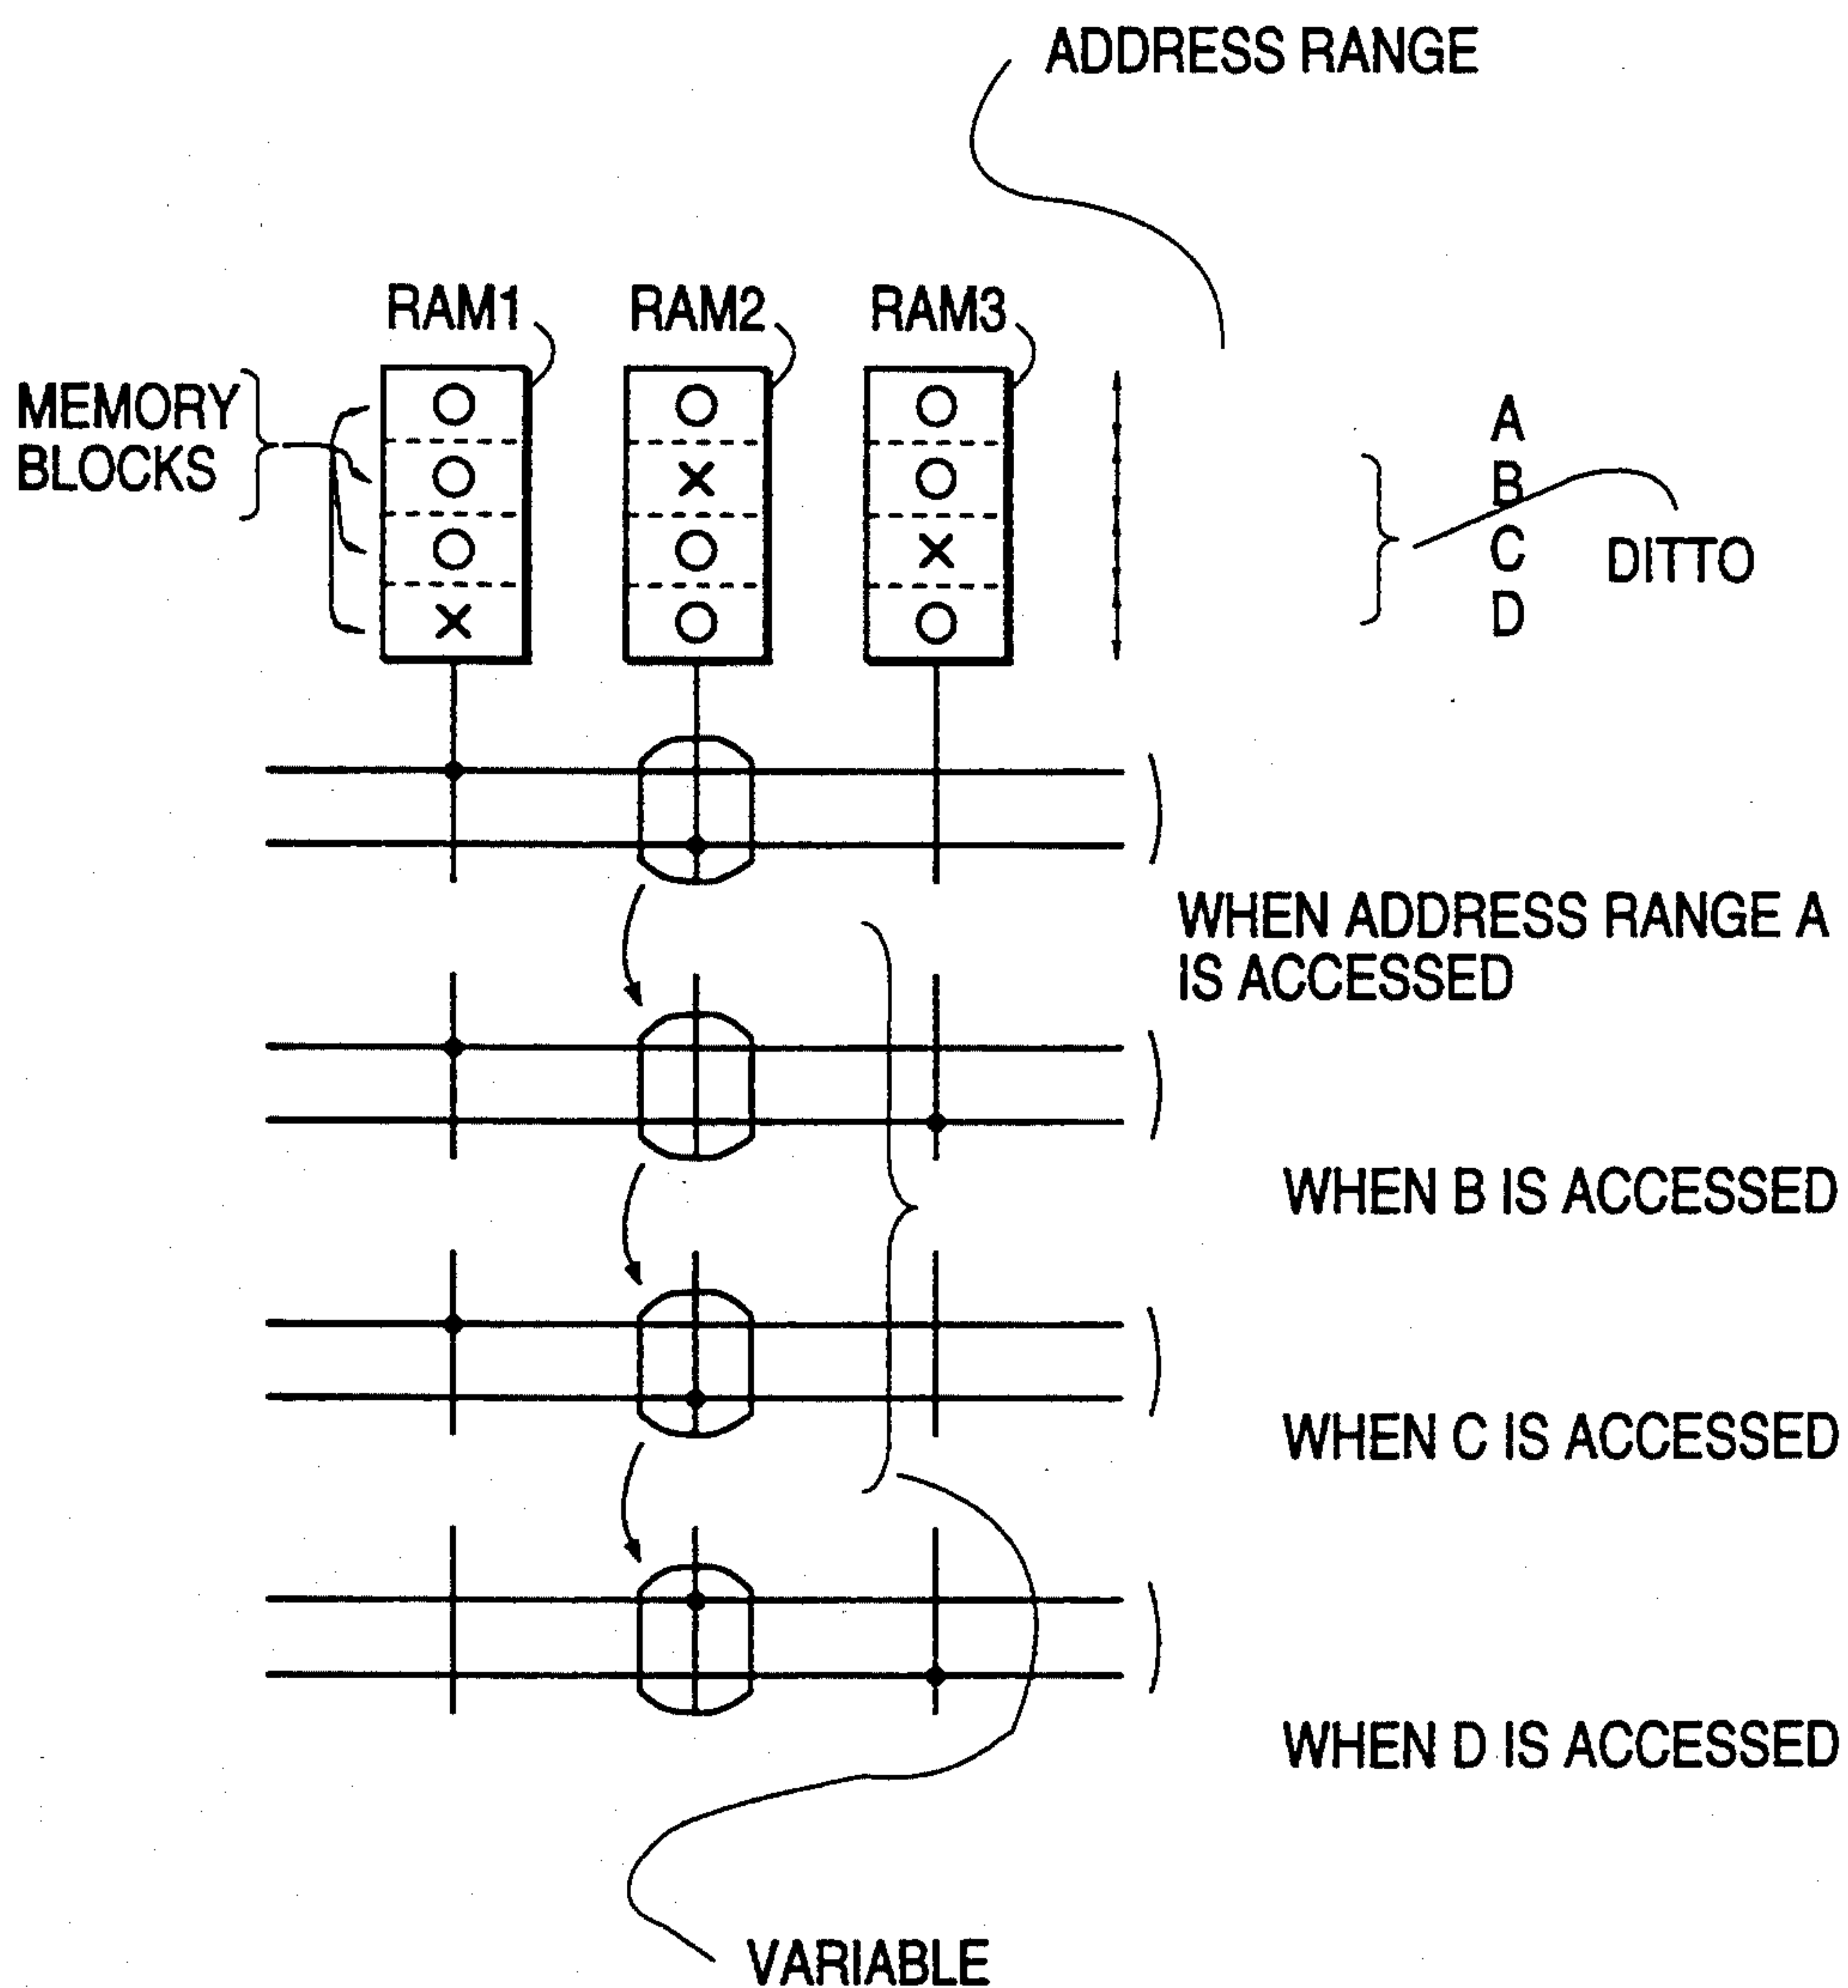 ADDRESS RANGE
RAM1 RAM2 RAM3
MEMORY
BLOCKS
A
B
C
D
DITTO
WHEN ADDRESS RANGE A
IS ACCESSED
WHEN B IS ACCESSED
WHEN C IS ACCESSED
WHEN D IS ACCESSED
VARIABLE